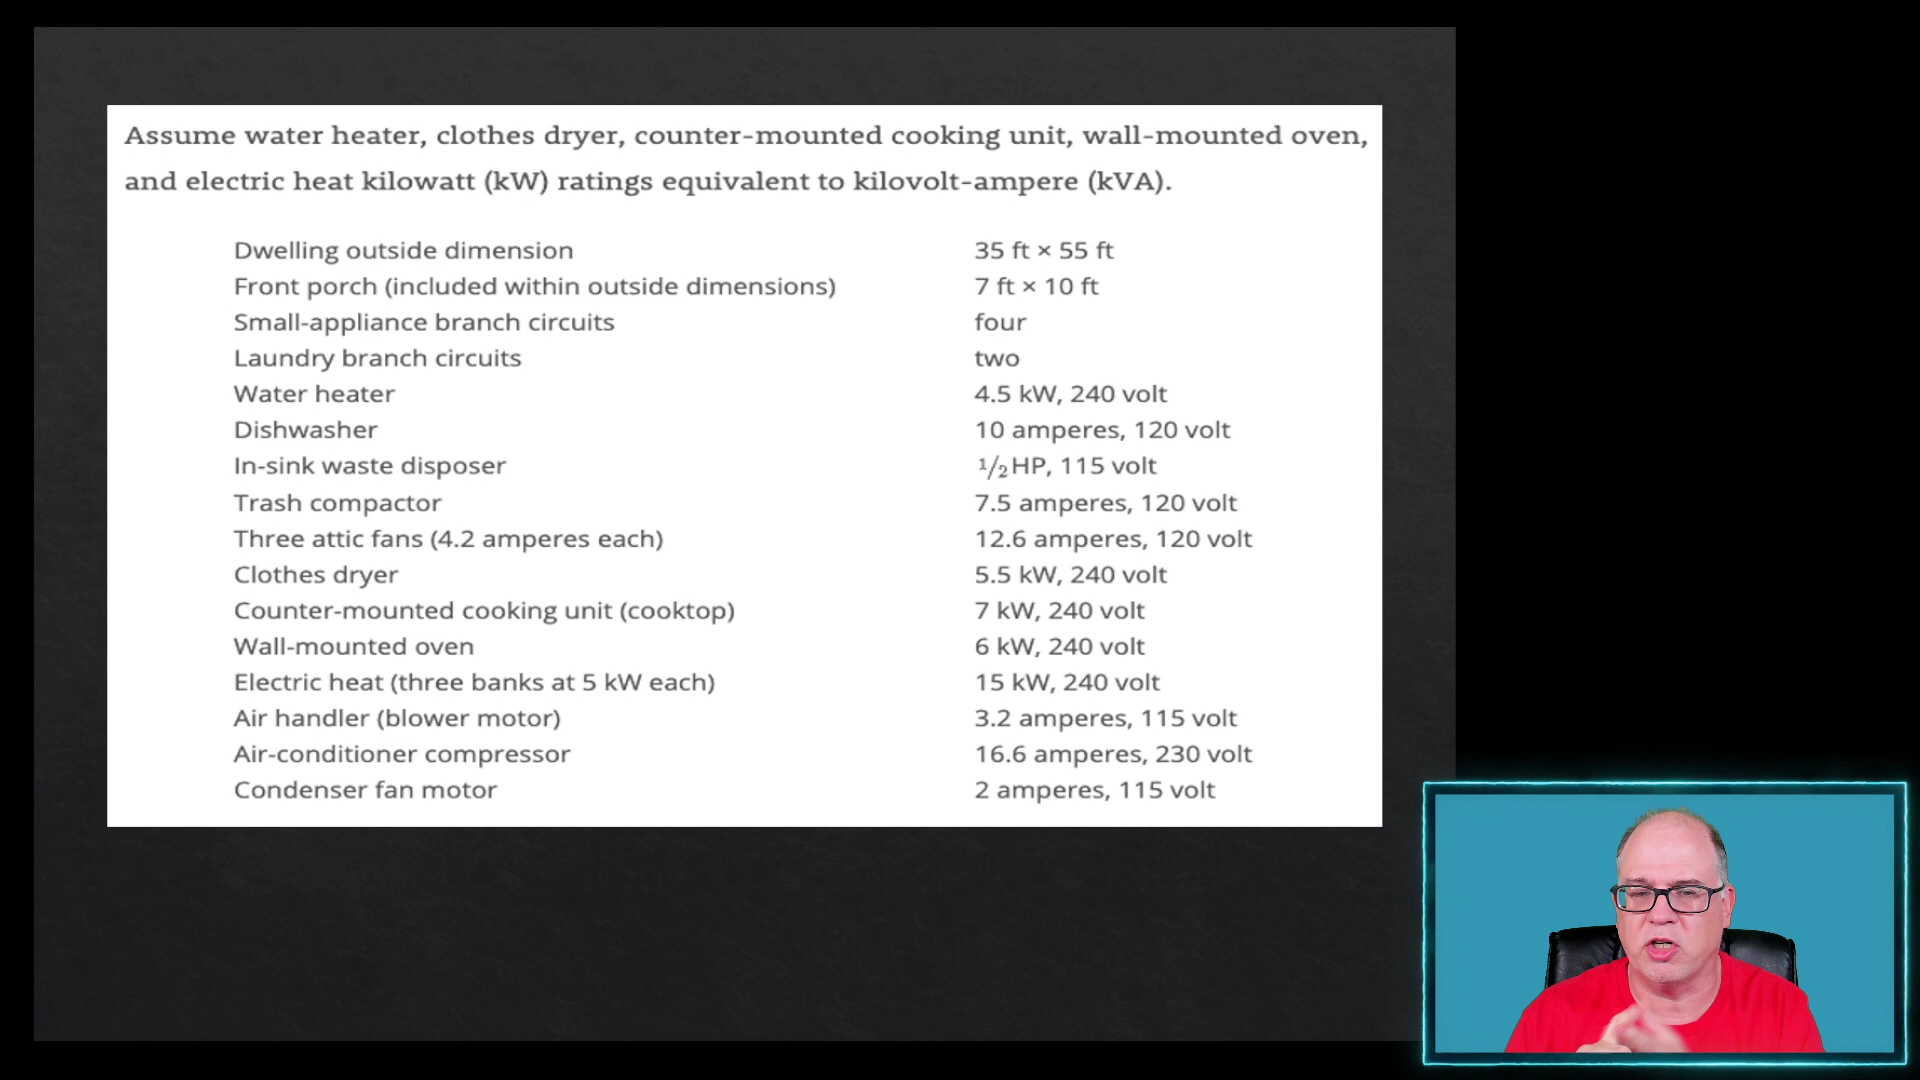 Assume water heater, clothes dryer, counter-mounted cooking unit, wall-mounted oven,
and electric heat kilowatt (kW) ratings equivalent to kilovolt-ampere (kVA).
Dwelling outside dimension 35 ft × 55 ft
Front porch (included within outside dimensions) 7 ft × 10 ft
Small-appliance branch circuits four
Laundry branch circuits two
Water heater 4.5 kW, 240 volt
Dishwasher 10 amperes, 120 volt
In-sink waste disposer 1/2 HP, 115 volt
Trash compactor 7.5 amperes, 120 volt
Three attic fans (4.2 amperes each) 12.6 amperes, 120 volt
Clothes dryer 5.5 kW, 240 volt
Counter-mounted cooking unit (cooktop) 7 kW, 240 volt
Wall-mounted oven 6 kW, 240 volt
Electric heat (three banks at 5 kW each) 15 kW, 240 volt
Air handler (blower motor) 3.2 amperes, 115 volt
Air-conditioner compressor 16.6 amperes, 230 volt
Condenser fan motor 2 amperes, 115 volt